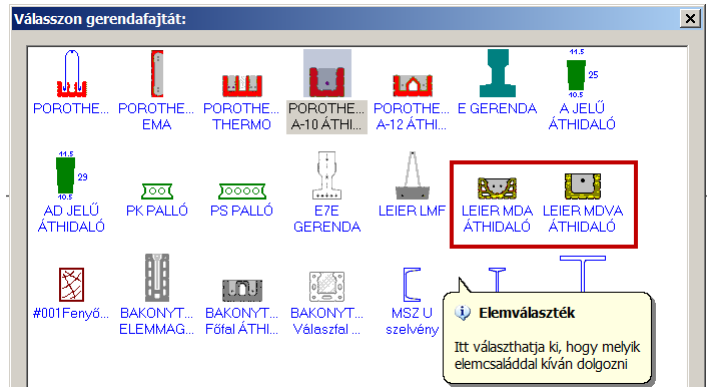 Válasszon gerendafajtát:
POROTHE...
POROTHE...
EMA
POROTHE...
THERMO
POROTHE...
A-10 ÁTHI...
POROTHE...
A-12 ÁTHI...
E GERENDA
11.5
25
10.5
A JELŰ
ÁTHIDALÓ
11.5
29
10.5
AD JELŰ
ÁTHIDALÓ
PK PALLÓ
PS PALLÓ
E7E
GERENDA
LEIER LMF
LEIER MDA
ÁTHIDALÓ
LEIER MDVA
ÁTHIDALÓ
#001Fenyő...
BAKONYT...
ELEMMAG...
BAKONYT...
Főfal ÁTHI...
BAKONYT...
Válaszfal ...
MSZ U
szelvény
Elemválaszték
Itt választhatja ki, hogy melyik
elemcsaláddal kíván dolgozni